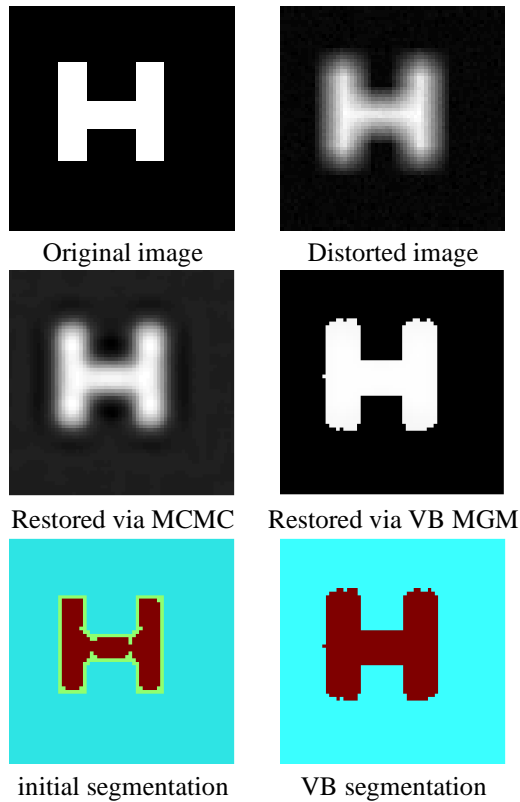 Original image
Distorted image
Restored via MCMC
Restored via VB MGM
initial segmentation
VB segmentation